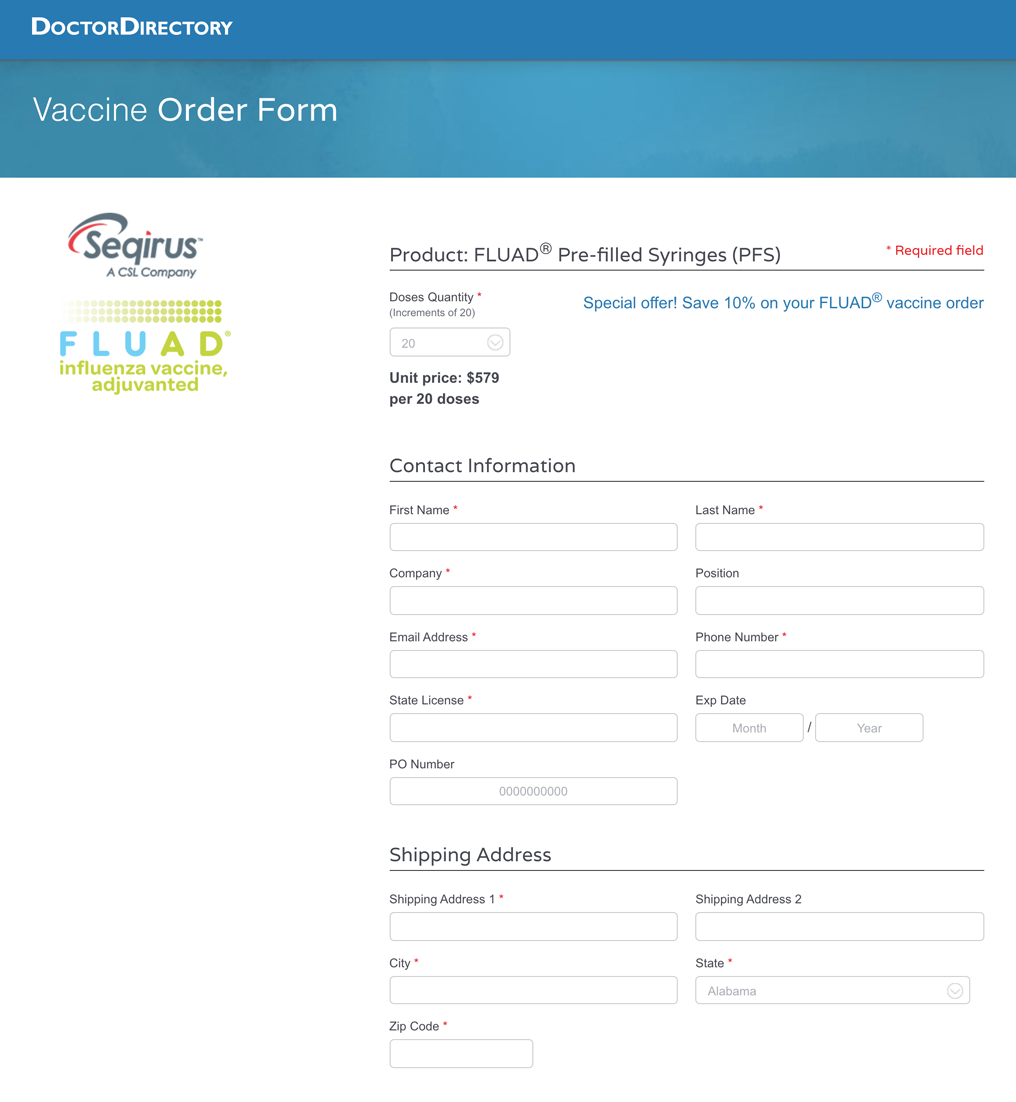 DOCTORDIRECTORY
Vaccine Order Form
Seqirus™
A CSL Company
FLUAD®
influenza vaccine,
adjuvanted
Product: FLUAD® Pre-filled Syringes (PFS)
* Required field
Doses Quantity *
(Increments of 20)
Special offer! Save 10% on your FLUAD® vaccine order
20
Unit price: $579
per 20 doses
Contact Information
First Name *
Last Name *
Company *
Position
Email Address *
Phone Number *
State License *
Exp Date
Month / Year
PO Number
0000000000
Shipping Address
Shipping Address 1 *
Shipping Address 2
City *
State *
Alabama
Zip Code *